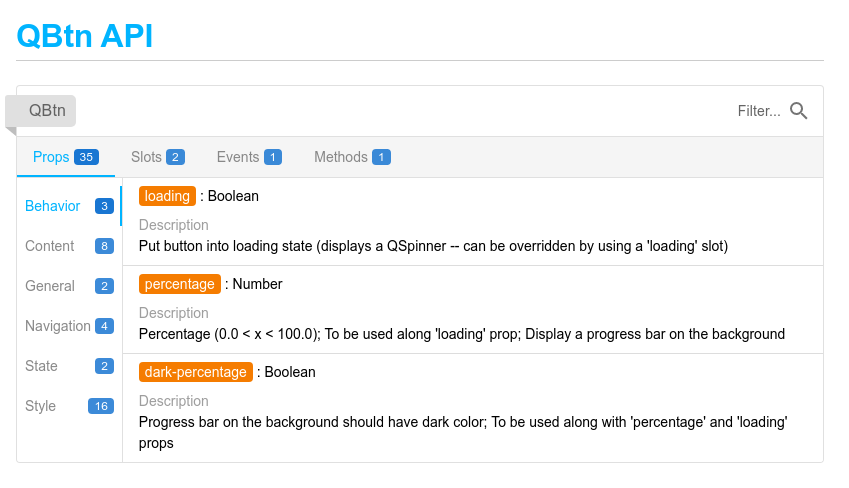 QBtn API
QBtn
Filter...
Props 35 Slots 2 Events 1 Methods 1
Behavior 3
Content 8
General 2
Navigation 4
State 2
Style 16
loading : Boolean
Description
Put button into loading state (displays a QSpinner -- can be overridden by using a 'loading' slot)
percentage : Number
Description
Percentage (0.0 < x < 100.0); To be used along 'loading' prop; Display a progress bar on the background
dark-percentage : Boolean
Description
Progress bar on the background should have dark color; To be used along with 'percentage' and 'loading'
props